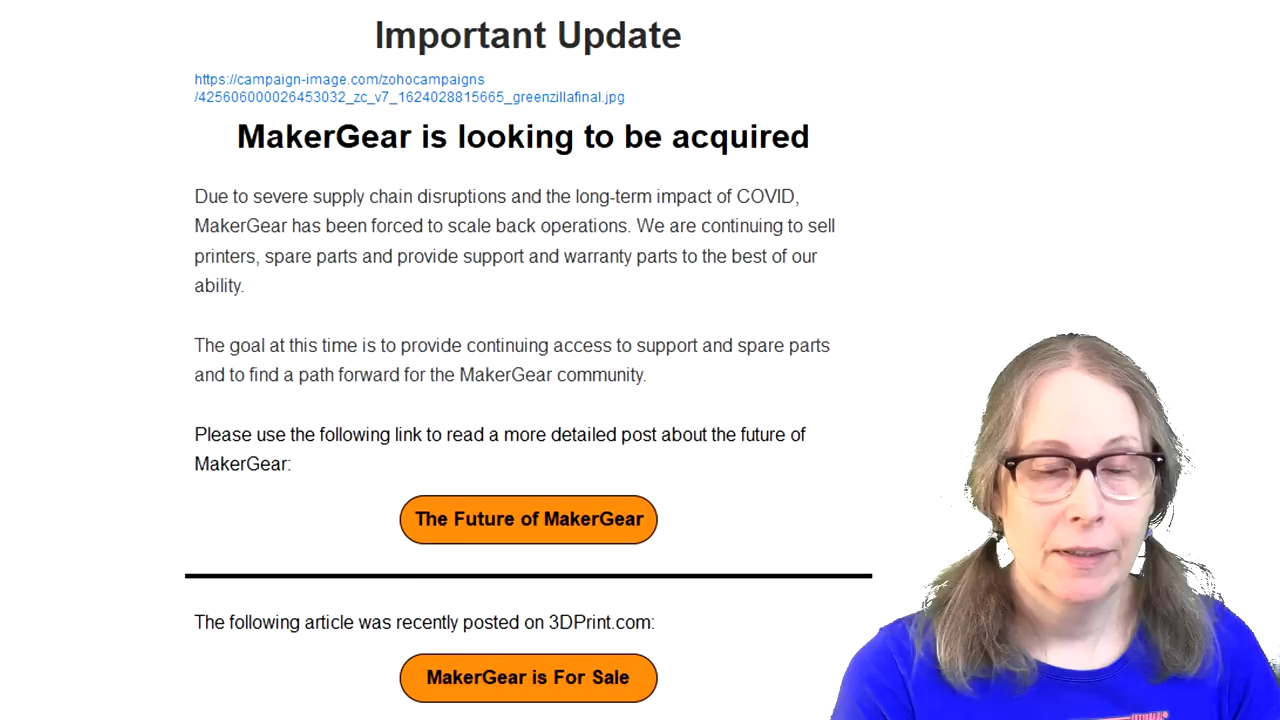 Important Update
https://campaign-image.com/zohocampaigns
/425606000026453032_zc_v7_1624028815665_greenzillafinal.jpg
MakerGear is looking to be acquired
Due to severe supply chain disruptions and the long-term impact of COVID,
MakerGear has been forced to scale back operations. We are continuing to sell
printers, spare parts and provide support and warranty parts to the best of our
ability.
The goal at this time is to provide continuing access to support and spare parts
and to find a path forward for the MakerGear community.
Please use the following link to read a more detailed post about the future of
MakerGear:
The Future of MakerGear
The following article was recently posted on 3DPrint.com:
MakerGear is For Sale